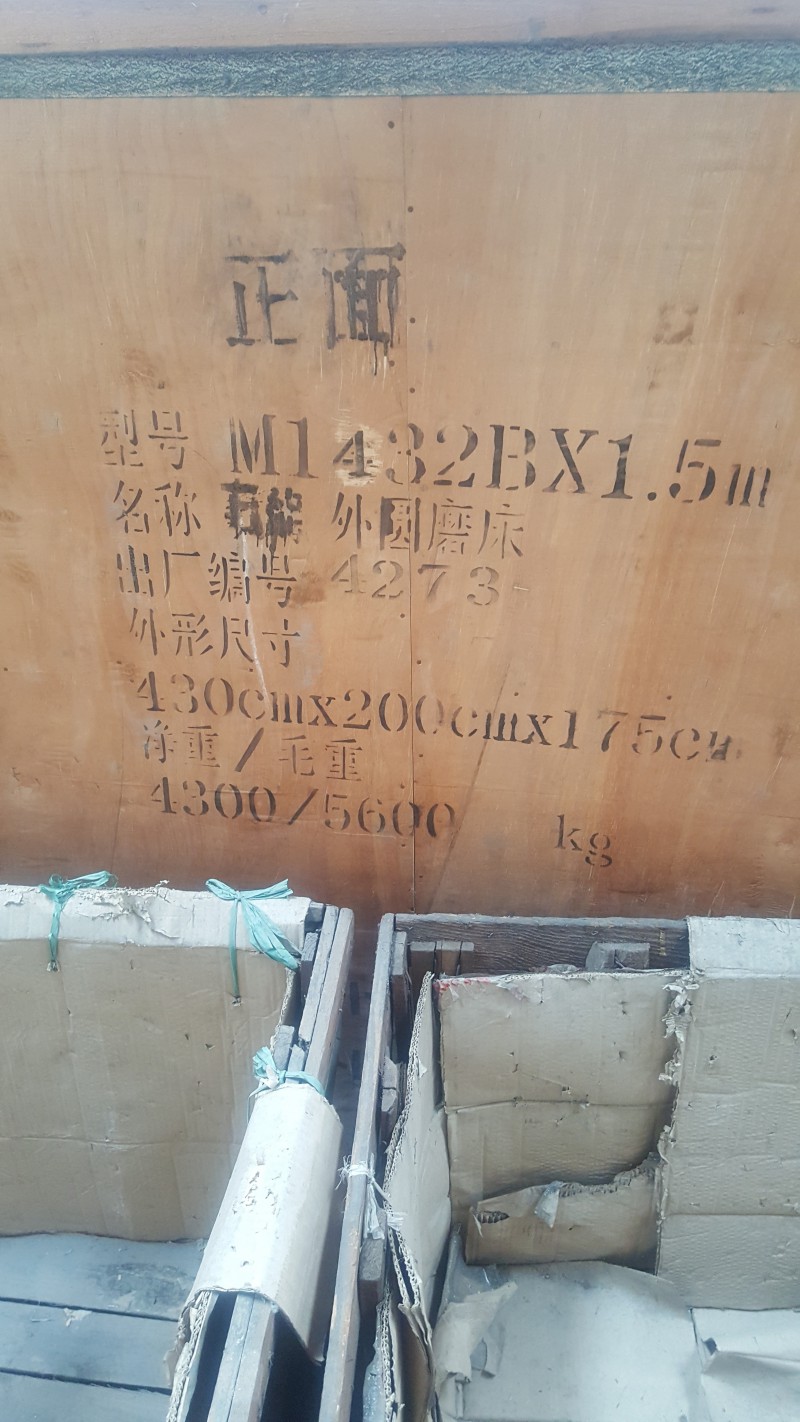 正面
型号 M1432BX1.5m
名称 外圆磨床
出厂编号 4273
外形尺寸
430cmx200cmx175cm
净重/毛重
4300/5600 kg